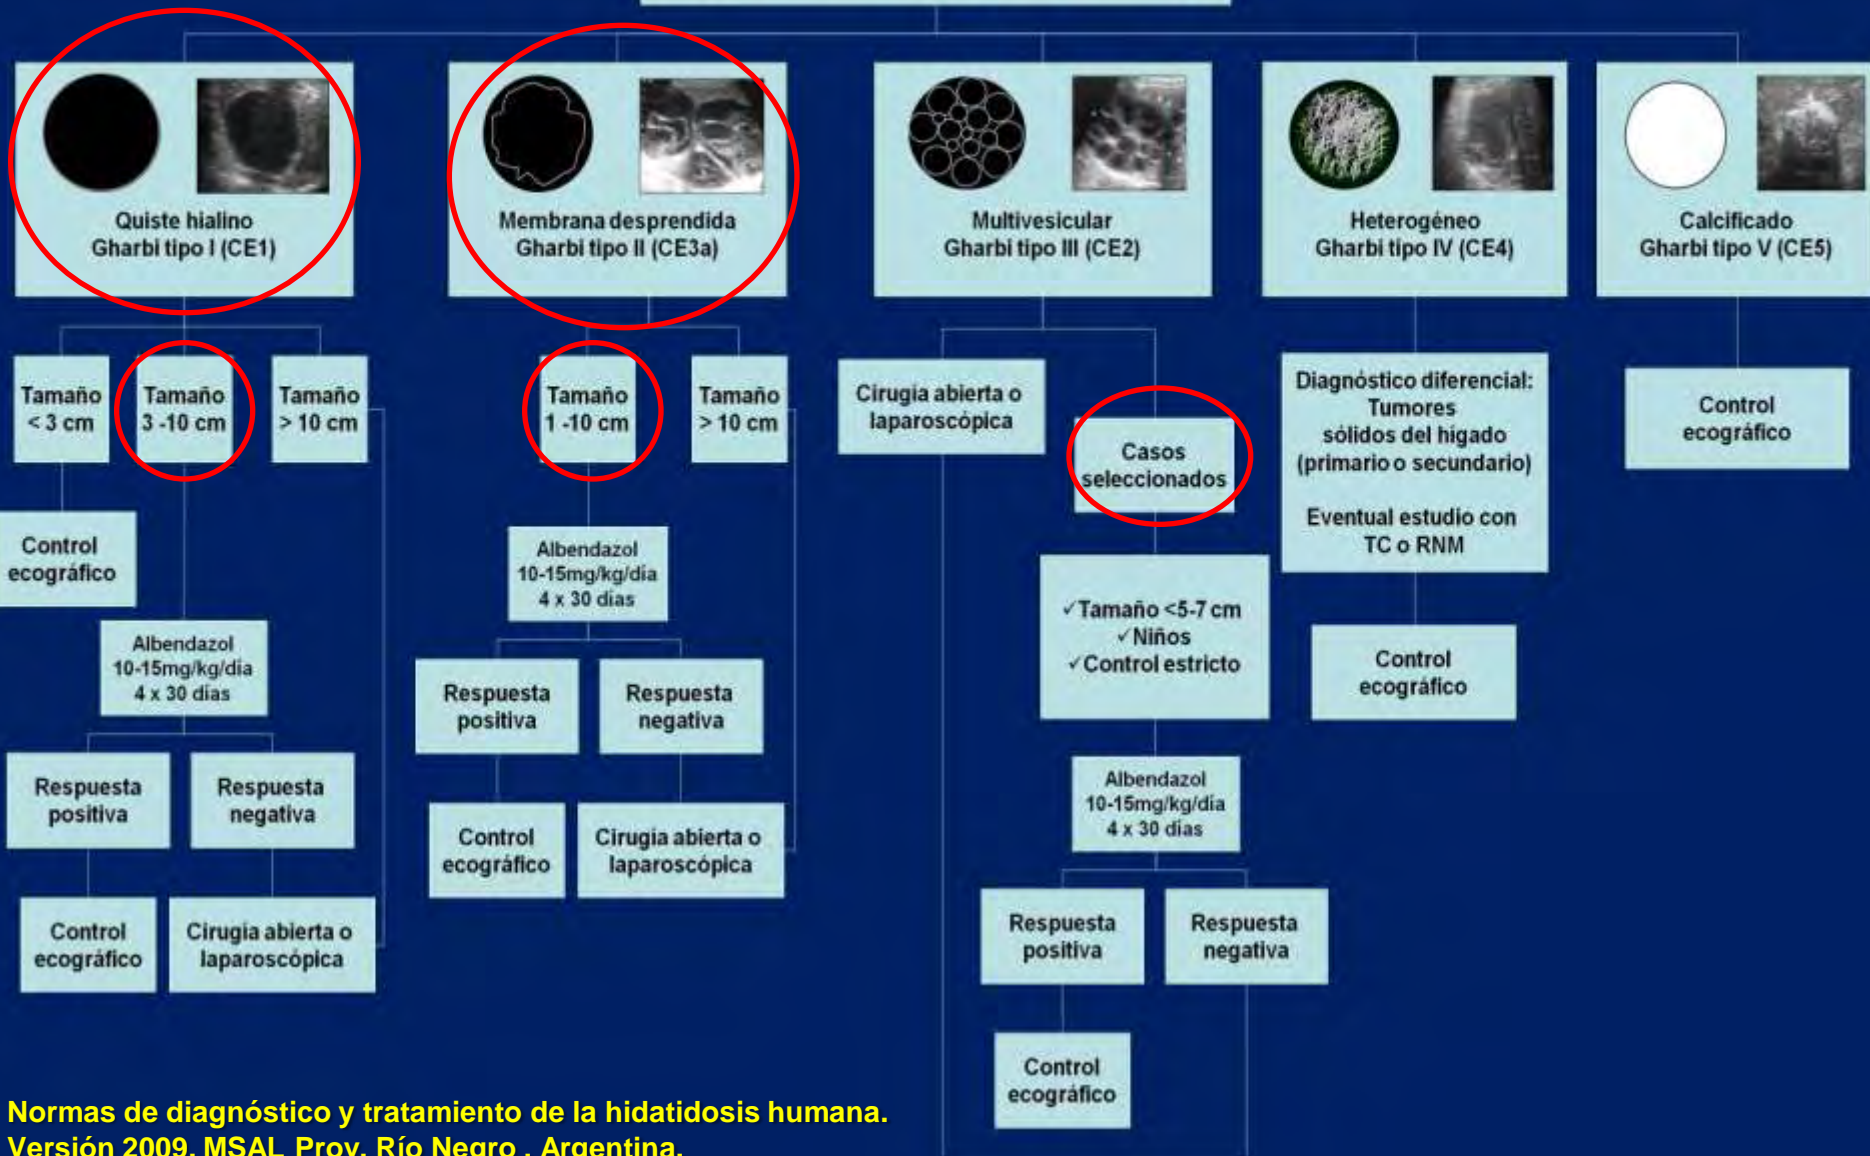 Quiste hialino
Gharbi tipo I (CE1)
Membrana desprendida
Gharbi tipo II (CE3a)
Multivesicular
Gharbi tipo III (CE2)
Heterogéneo
Gharbi tipo IV (CE4)
Calcificado
Gharbi tipo V (CE5)
Tamaño
< 3 cm
Tamaño
3 -10 cm
Tamaño
> 10 cm
Control
ecográfico
Albendazol
10-15mg/kg/día
4 x 30 días
Respuesta
positiva
Respuesta
negativa
Control
ecográfico
Cirugía abierta o
laparoscópica
Tamaño
1 -10 cm
Tamaño
> 10 cm
Albendazol
10-15mg/kg/día
4 x 30 días
Respuesta
positiva
Respuesta
negativa
Control
ecográfico
Cirugía abierta o
laparoscópica
Cirugía abierta o
laparoscópica
Casos
seleccionados
✓Tamaño <5-7 cm
✓Niños
✓Control estricto
Albendazol
10-15mg/kg/día
4 x 30 días
Respuesta
positiva
Respuesta
negativa
Control
ecográfico
Diagnóstico diferencial:
Tumores
sólidos del hígado
(primario o secundario)
Eventual estudio con
TC o RNM
Control
ecográfico
Control
ecográfico
Normas de diagnóstico y tratamiento de la hidatidosis humana.
Versión 2009. MSAL Prov. Río Negro . Argentina.